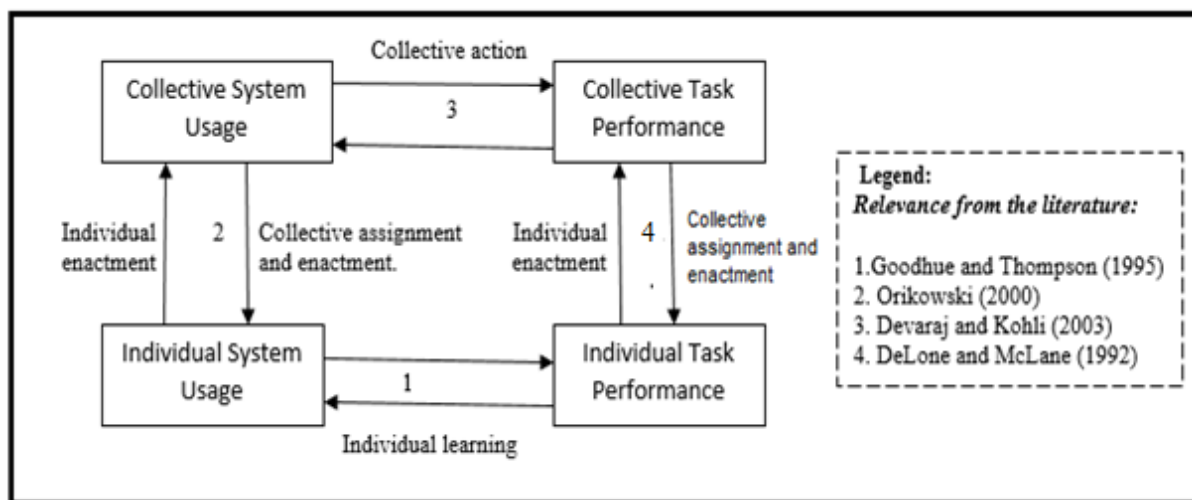 Collective action
Collective System
Usage
3
Collective Task
Performance
Individual
enactment
2
Collective assignment
and enactment.
Individual
enactment
4
Collective
assignment and
enactment
Individual System
Usage
1
Individual Task
Performance
Individual learning
Legend:
Relevance from the literature:
1.Goodhue and Thompson (1995)
2. Orikowski (2000)
3. Devaraj and Kohli (2003)
4. DeLone and McLane (1992)